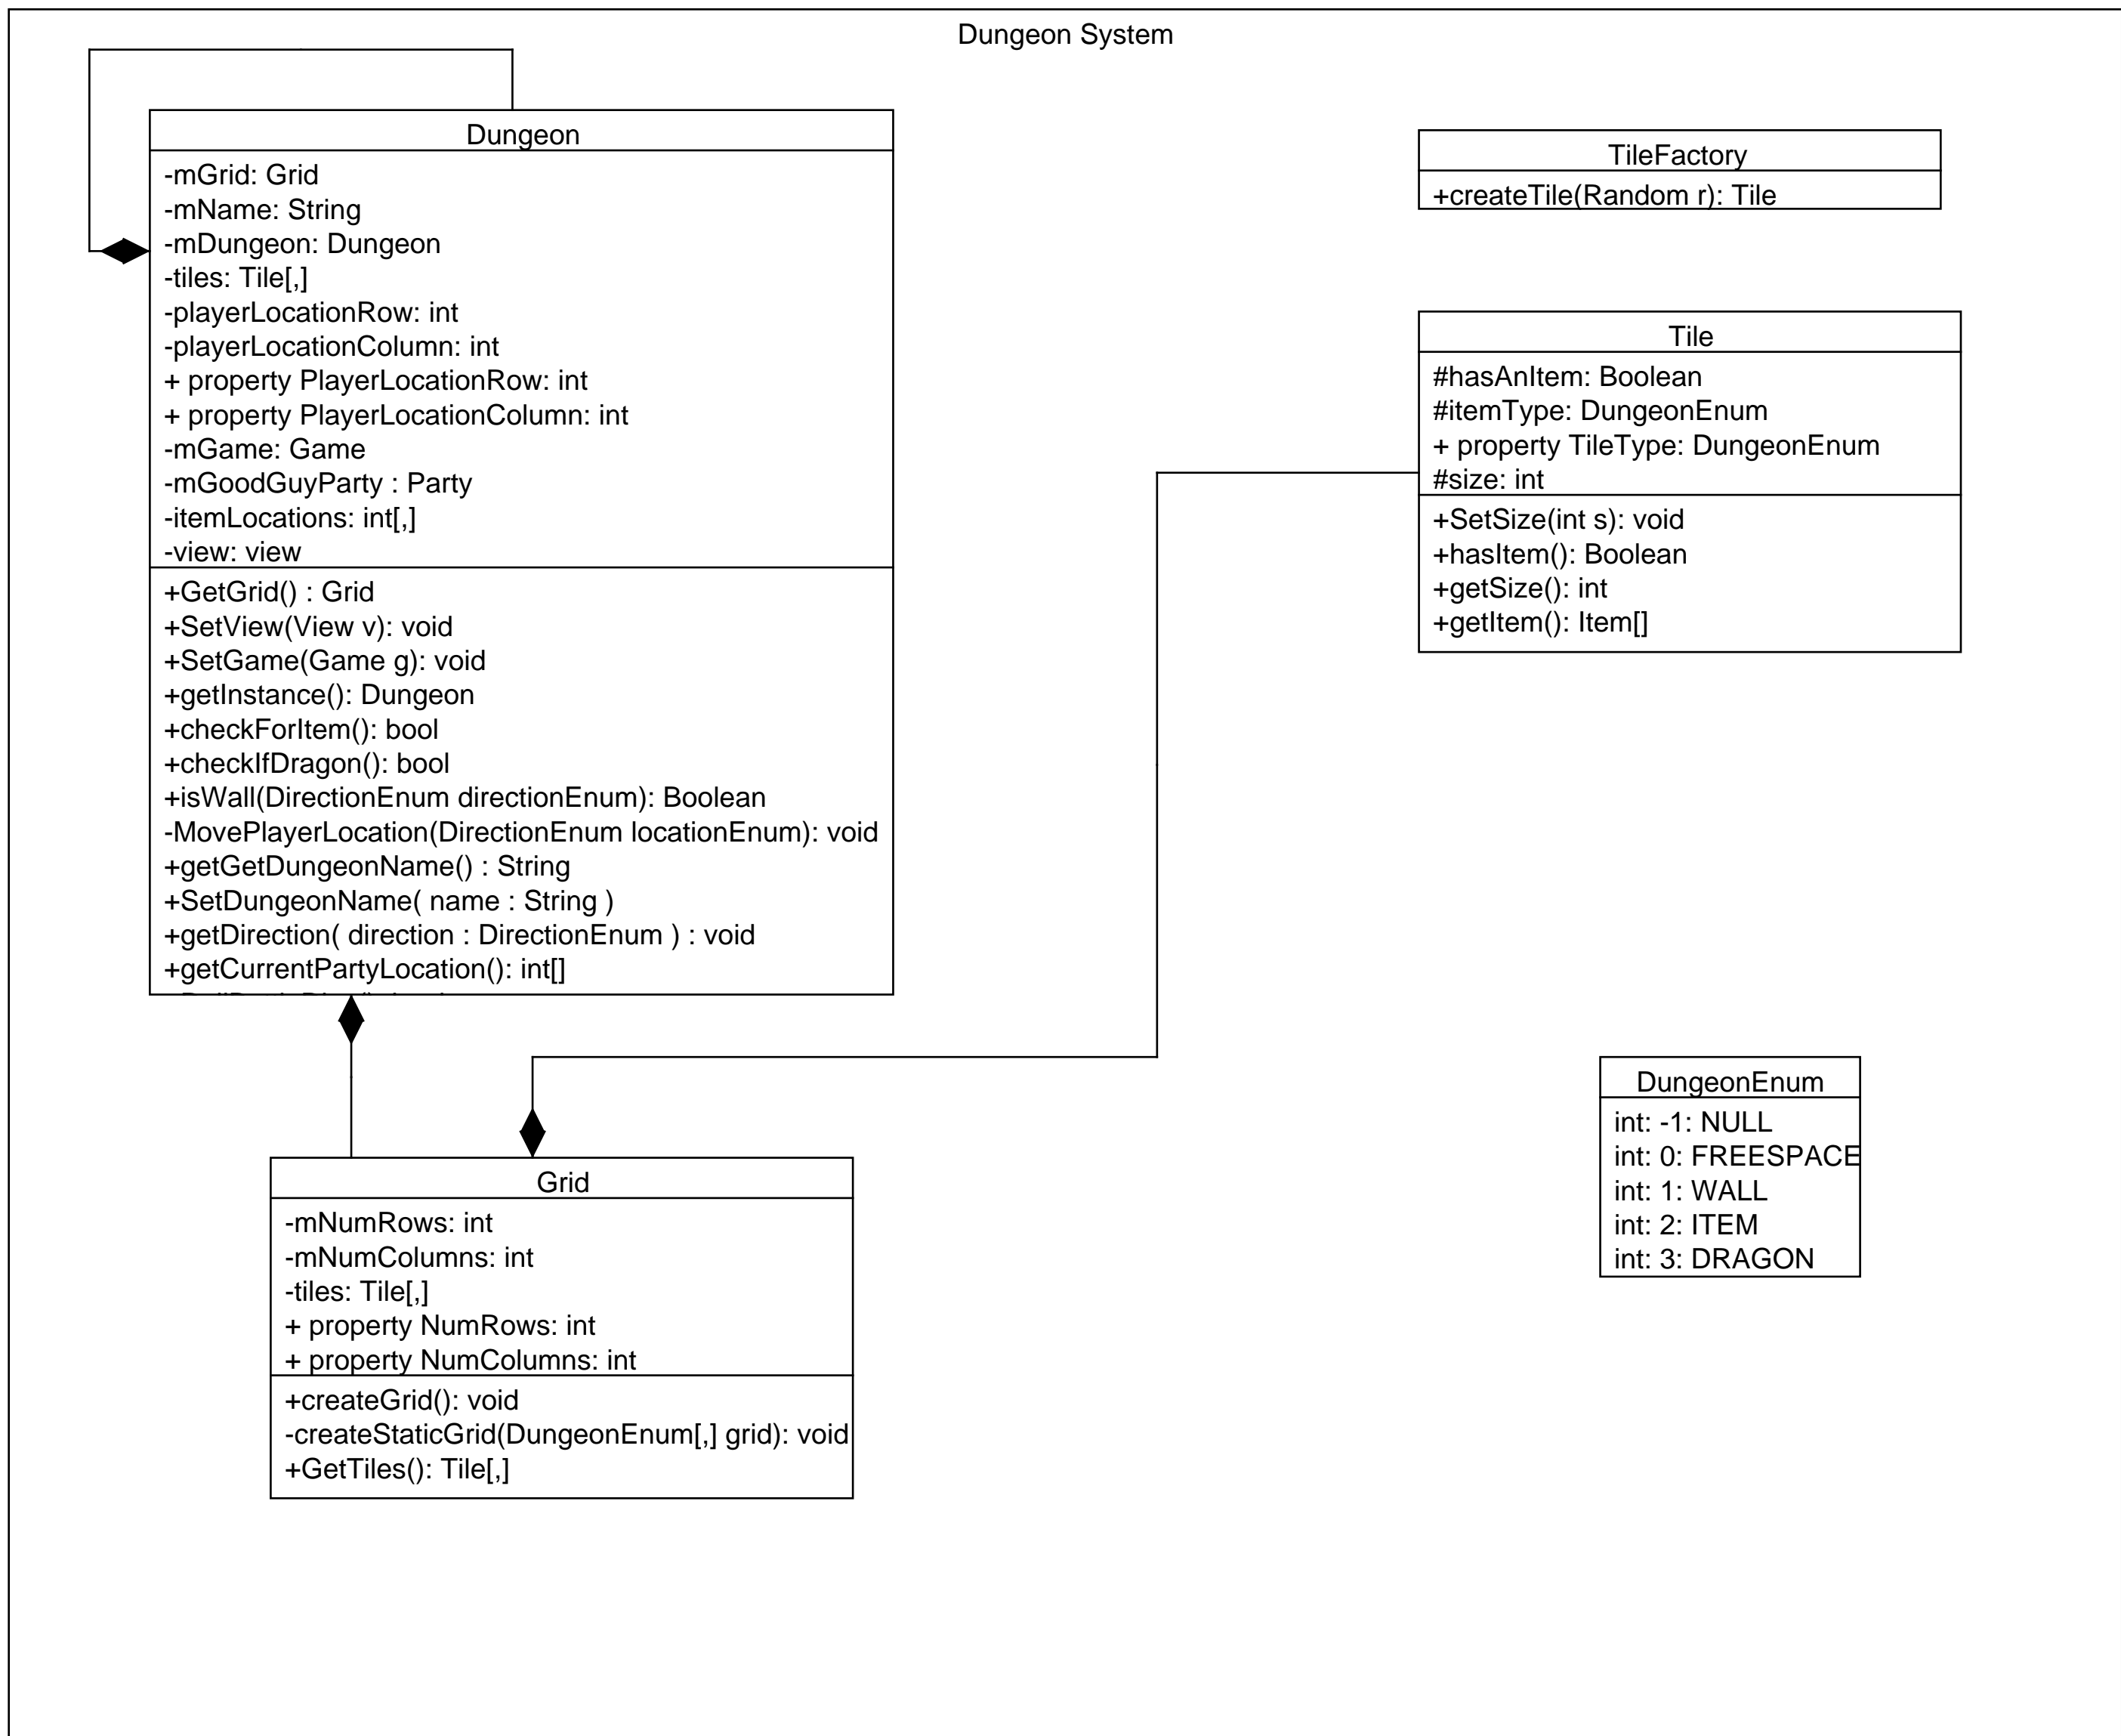 Dungeon System
Dungeon
-mGrid: Grid
-mName: String
-mDungeon: Dungeon
-tiles: Tile[,]
-playerLocationRow: int
-playerLocationColumn: int
+ property PlayerLocationRow: int
+ property PlayerLocationColumn: int
-mGame: Game
-mGoodGuyParty : Party
-itemLocations: int[,]
-view: view
+GetGrid() : Grid
+SetView(View v): void
+SetGame(Game g): void
+getInstance(): Dungeon
+checkForItem(): bool
+checkIfDragon(): bool
+isWall(DirectionEnum directionEnum): Boolean
-MovePlayerLocation(DirectionEnum locationEnum): void
+getGetDungeonName() : String
+SetDungeonName( name : String )
+getDirection( direction : DirectionEnum ) : void
+getCurrentPartyLocation(): int[]
TileFactory
+createTile(Random r): Tile
Tile
#hasAnItem: Boolean
#itemType: DungeonEnum
+ property TileType: DungeonEnum
#size: int
+SetSize(int s): void
+hasItem(): Boolean
+getSize(): int
+getItem(): Item[]
Grid
-mNumRows: int
-mNumColumns: int
-tiles: Tile[,]
+ property NumRows: int
+ property NumColumns: int
+createGrid(): void
-createStaticGrid(DungeonEnum[,] grid): void
+GetTiles(): Tile[,]
DungeonEnum
int: -1: NULL
int: 0: FREESPACE
int: 1: WALL
int: 2: ITEM
int: 3: DRAGON